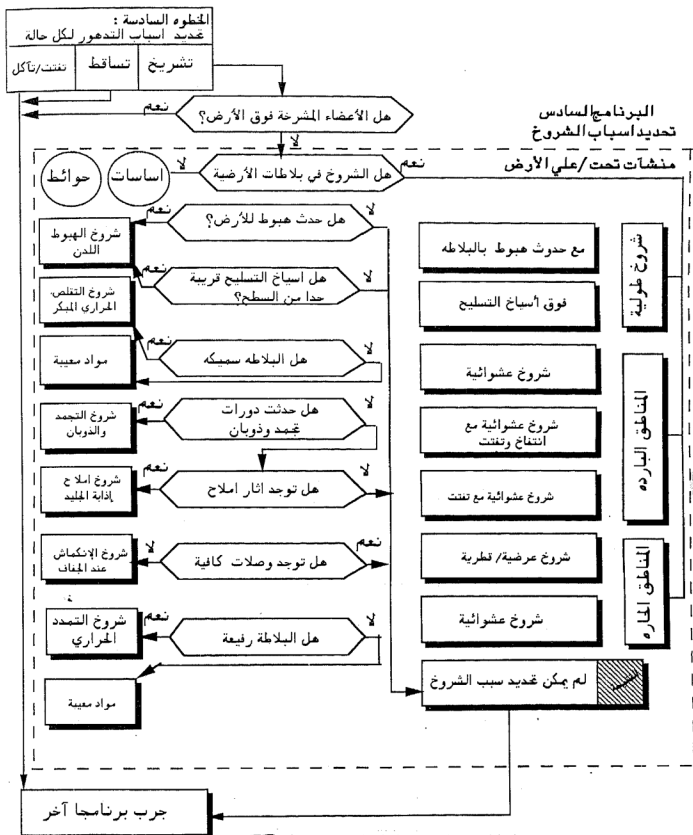 الخطوه السادسة :
تحديد اسباب التدهور لكل حالة
تشريخ
تساقط
تفتت/تآكل
البرنامج السادس
تحديد اسباب الشروخ
هل الأعضاء المشرخة فوق الأرض؟
نعم
لا
منشآت تحت/علي الأرض
هل الشروخ في بلاطات الأرضية
نعم
لا
اساسات
حوائط
هل حدث هبوط للأرض؟
نعم
لا
شروخ الهبوط
اللدن
مع حدوث هبوط بالبلاطه
شروخ طولية
هل اسياخ التسليح قريبة
جدا من السطح؟
نعم
لا
شروخ التقلص
الحراري المبكر
فوق أسياخ التسليح
هل البلاطه سميكه
نعم
لا
مواد معيبة
شروخ عشوائية
المناطق البارده
هل حدثت دورات
تجمد وذوبان
نعم
لا
شروخ التجمد
والذوبان
شروخ عشوائية مع
انتفاخ وتفتت
هل توجد اثار املاح
نعم
لا
شروخ املاح
إذابة الجليد
شروخ عشوائية مع تفتت
هل توجد وصلات كافية
نعم
لا
شروخ الإنكماش
عند الجفاف
شروخ عرضية/ قطرية
المناطق الحاره
هل البلاطة رفيعة
نعم
لا
شروخ التمدد
الحراري
شروخ عشوائية
مواد معيبة
لم يمكن تحديد سبب الشروخ
جرب برنامجا آخر